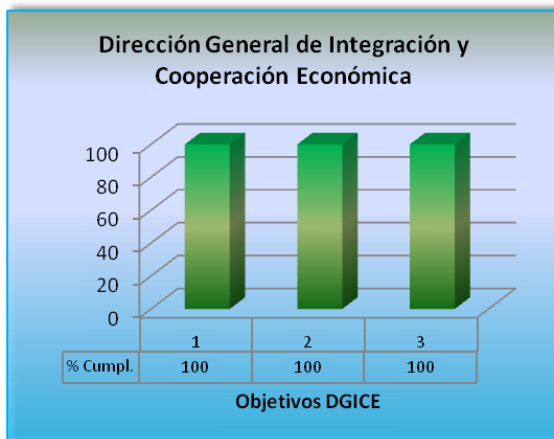 Dirección General de Integración y
Cooperación Económica
100
80
60
40
20
0
1 2 3
% Cumpl. 100 100 100
Objetivos DGICE